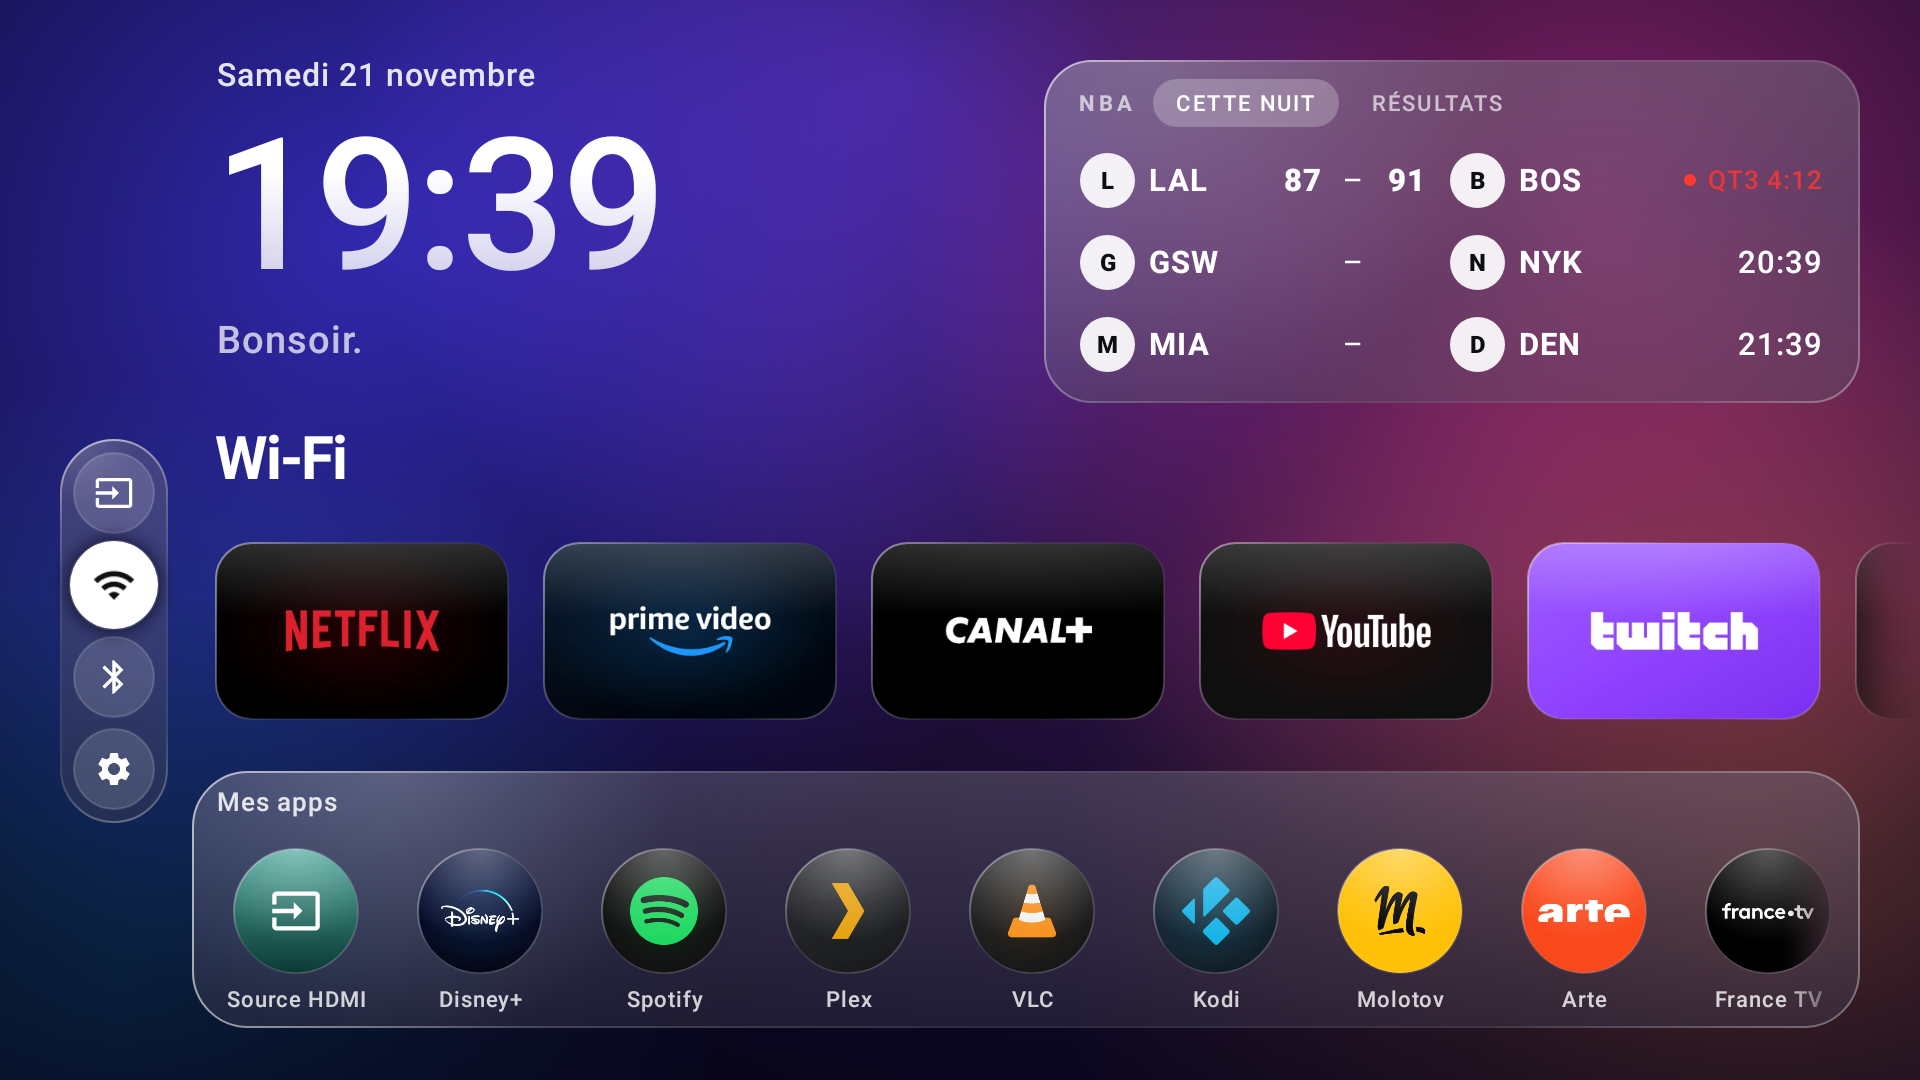 Samedi 21 novembre
19:39
Bonsoir.
NBA CETTE NUIT RÉSULTATS
L LAL 87 – 91 B BOS • QT3 4:12
G GSW – N NYK 20:39
M MIA – D DEN 21:39
Wi-Fi
NETFLIX
prime video
CANAL+
YouTube
twitch
Mes apps
Disney+
M.
arte
france•tv
Source HDMI
Disney+
Spotify
Plex
VLC
Kodi
Molotov
Arte
France TV